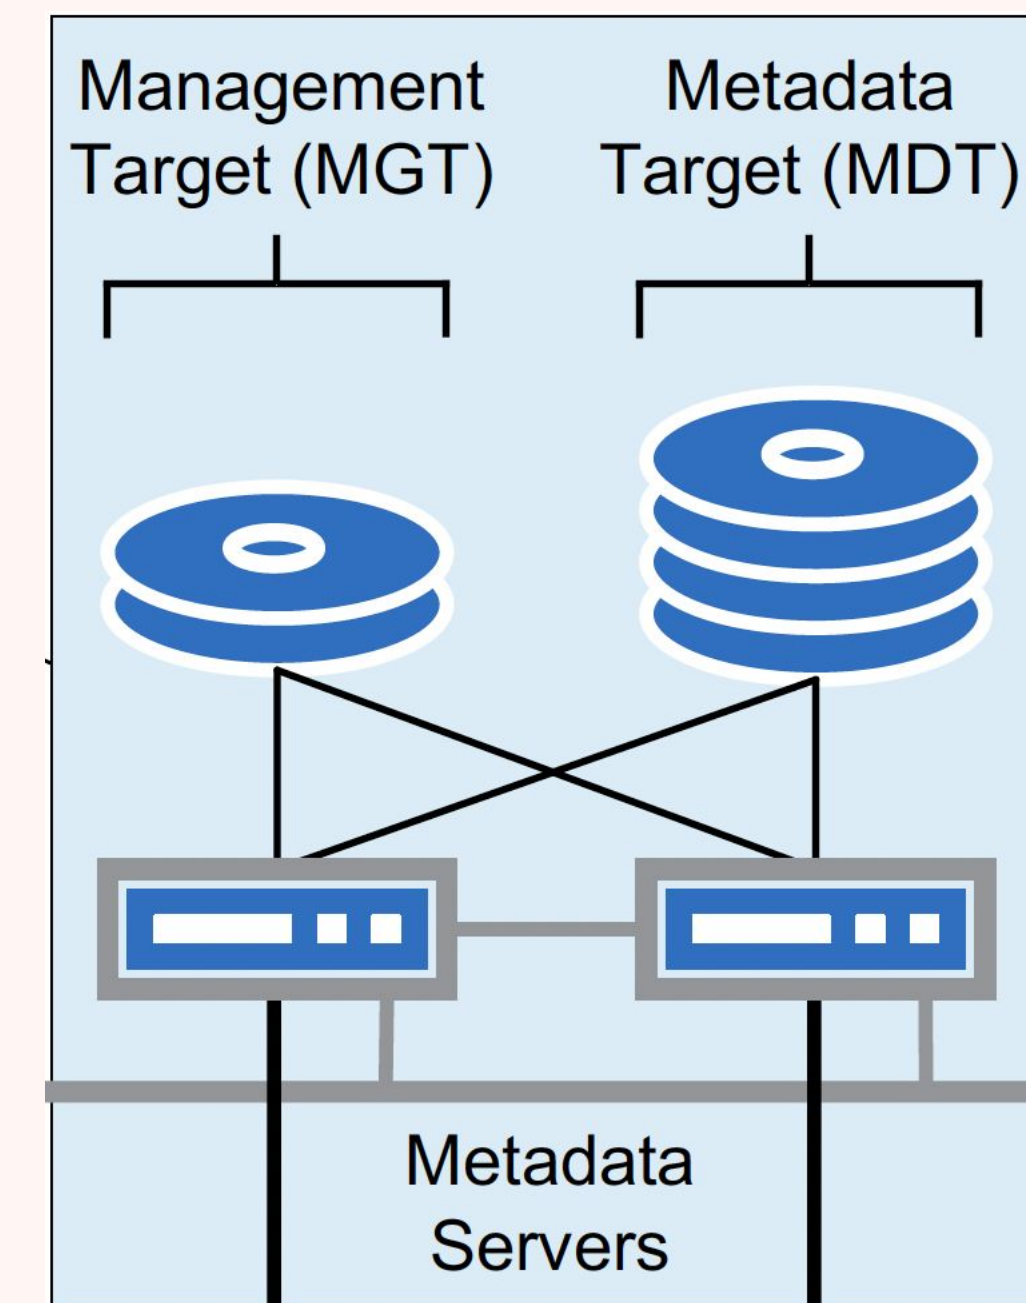 Management
Target (MGT)
Metadata
Target (MDT)
Metadata
Servers